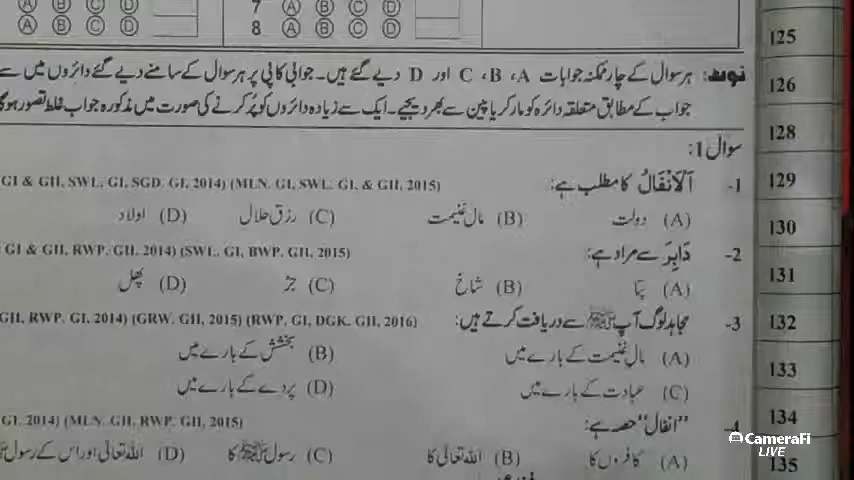 Ⓐ Ⓑ Ⓒ Ⓓ 7 Ⓐ Ⓑ Ⓒ Ⓓ
Ⓐ Ⓑ Ⓒ Ⓓ 8 Ⓐ Ⓑ Ⓒ Ⓓ
نوٹ: ہر سوال کے چار ممکنہ جوابات A، B، C اور D دیے گئے ہیں۔ جوابی کاپی پر ہر سوال کے سامنے دیے گئے دائروں میں سے
جواب کے مطابق متعلقہ دائرہ کو مارکر یا پین سے بھر دیجیے۔ ایک سے زیادہ دائروں کو پُر کرنے کی صورت میں مذکورہ جواب غلط تصور ہوگا
سوال 1:
1- اَلْاَنْفَالُ کا مطلب ہے: GI & GII, SWL. GI, SGD. GI, 2014) (MLN. GI, SWL. GI, & GII, 2015)
(A) دولت (B) مال غنیمت (C) رزق حلال (D) اولاد
2- دَابِرَ سے مراد ہے: GI & GII, RWP. GII, 2014) (SWL. GI, BWP. GII, 2015)
(A) پتا (B) شاخ (C) جڑ (D) پھل
3- مجاہد لوگ آپ ﷺ سے دریافت کرتے ہیں: GII, RWP. GI, 2014) (GRW. GII, 2015) (RWP. GI, DGK. GII, 2016)
(A) مال غنیمت کے بارے میں (B) بخشش کے بارے میں
(C) عبادت کے بارے میں (D) پردے کے بارے میں
4- "انفال" حصہ ہے: GI, 2014) (MLN. GII, RWP. GII, 2015)
(A) کافروں کا (B) اللہ تعالیٰ کا (C) رسول ﷺ کا (D) اللہ تعالیٰ اور اس کے رسول
125
126
128
129
130
131
132
133
134
135
CameraFi
LIVE